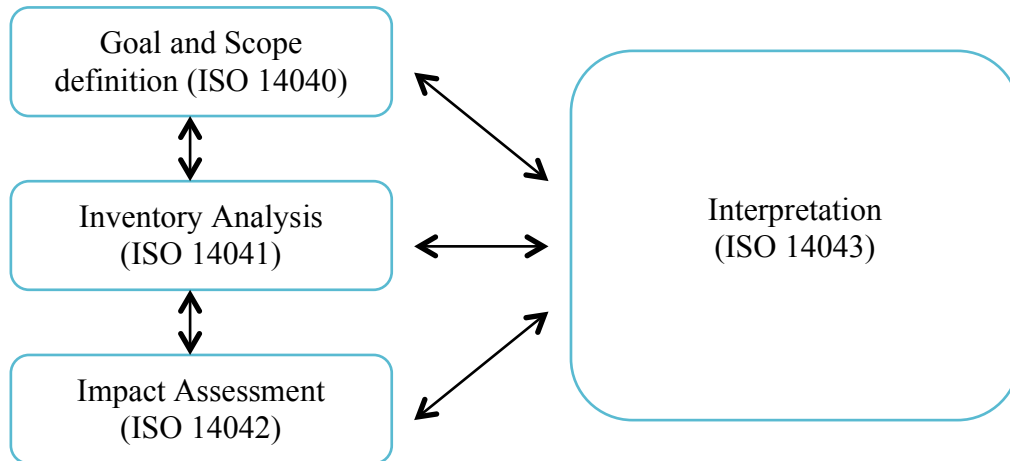 Goal and Scope
definition (ISO 14040)
Inventory Analysis
(ISO 14041)
Impact Assessment
(ISO 14042)
Interpretation
(ISO 14043)